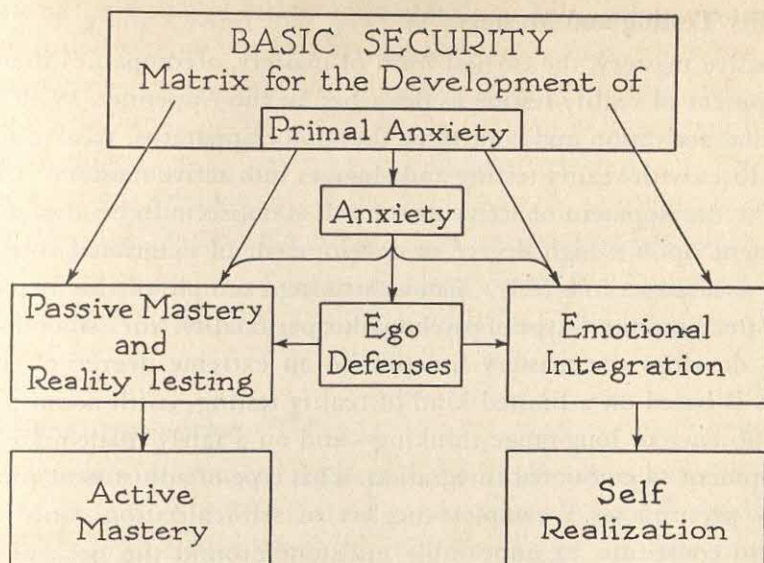 BASIC SECURITY
Matrix for the Development of
Primal Anxiety
Anxiety
Passive Mastery
and
Reality Testing
Ego
Defenses
Emotional
Integration
Active
Mastery
Self
Realization